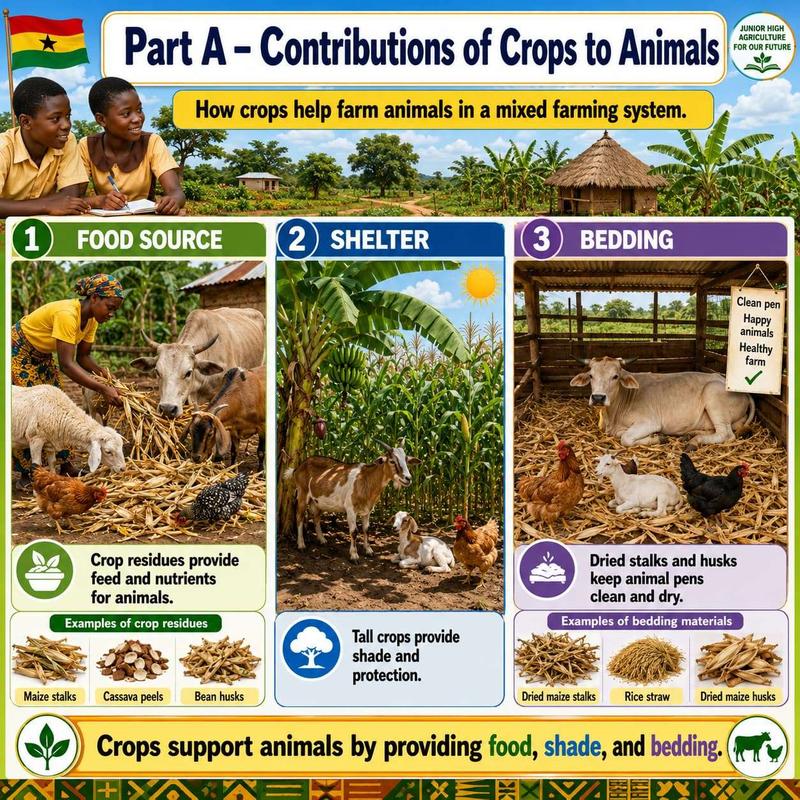 Part A – Contributions of Crops to Animals
JUNIOR HIGH
AGRICULTURE
FOR OUR FUTURE
How crops help farm animals in a mixed farming system.
1 FOOD SOURCE
Crop residues provide
feed and nutrients
for animals.
Examples of crop residues
Maize stalks
Cassava peels
Bean husks
2 SHELTER
Tall crops provide
shade and
protection.
3 BEDDING
Clean pen
Happy
animals
Healthy
farm
Dried stalks and husks
keep animal pens
clean and dry.
Examples of bedding materials
Dried maize stalks
Rice straw
Dried maize husks
Crops support animals by providing food, shade, and bedding.